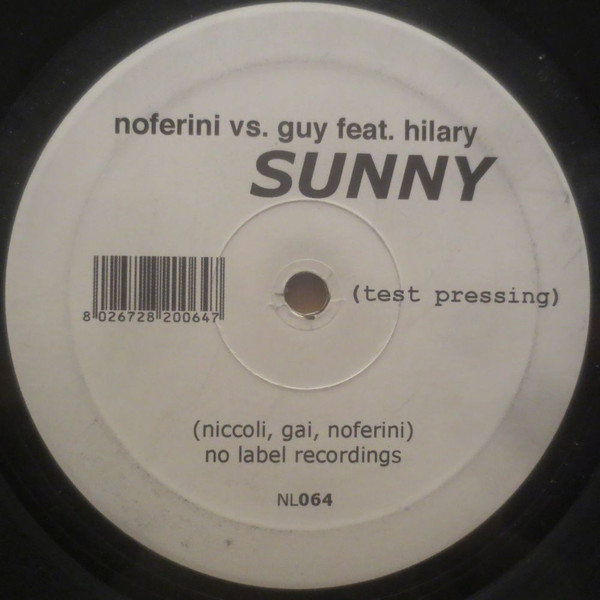 noferini vs. guy feat. hilary
SUNNY
(test pressing)
8 026728 200647
(niccoli, gai, noferini)
no label recordings
NL064